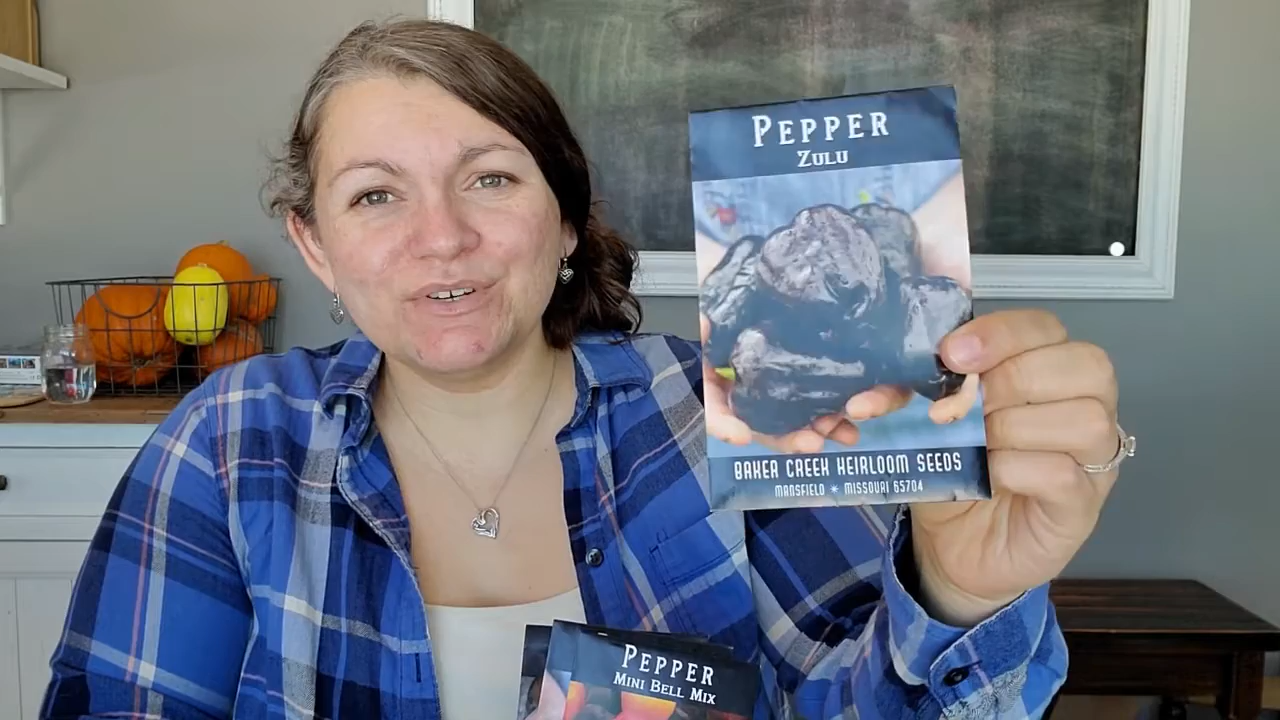 PEPPER
ZULU
BAKER CREEK HEIRLOOM SEEDS
MANSFIELD ✴ MISSOURI 65704
PEPPER
MINI BELL MIX